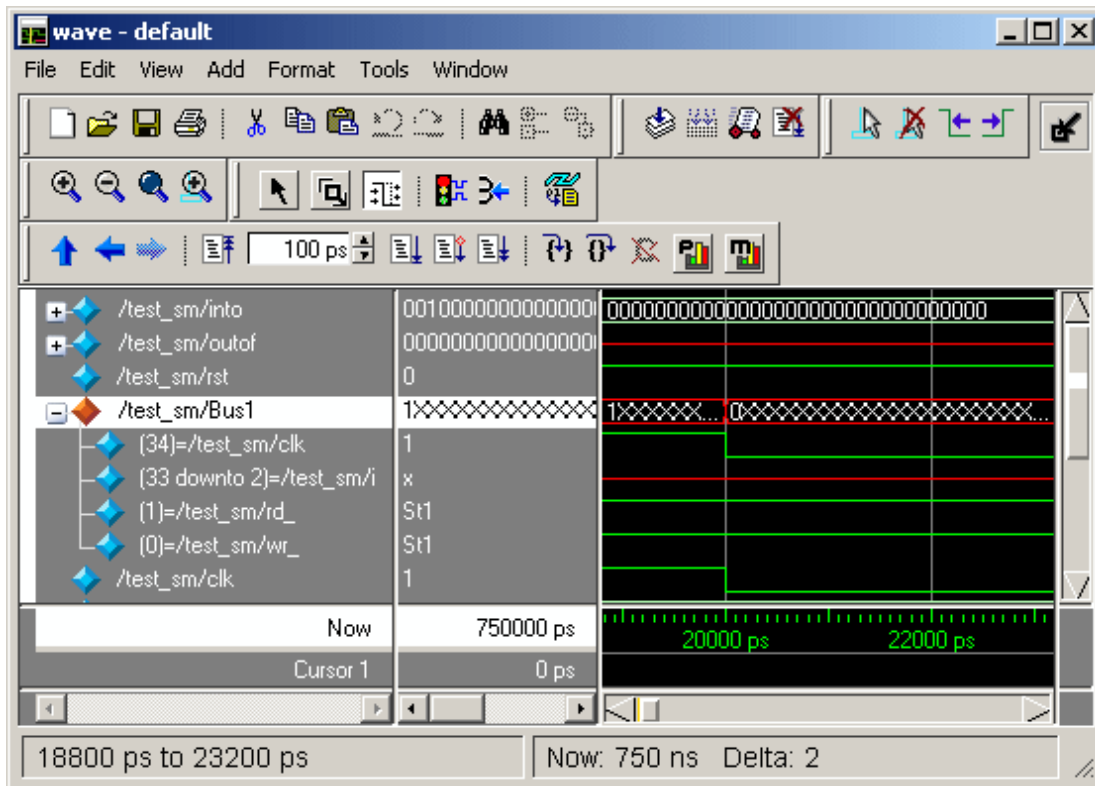 wave - default
File Edit View Add Format Tools Window
100 ps
/test_sm/into 0010000000000000 00000000000000000000000000000000
/test_sm/outof 0000000000000000
/test_sm/rst 0
/test_sm/Bus1 1XXXXXXXXXXXXXX 1XXXXXX... 0XXXXXXXXXXXXXXXXXXXXX...
(34)=/test_sm/clk 1
(33 downto 2)=/test_sm/i x
(1)=/test_sm/rd_ St1
(0)=/test_sm/wr_ St1
/test_sm/clk 1
Now 750000 ps 20000 ps 22000 ps
Cursor 1 0 ps
18800 ps to 23200 ps Now: 750 ns Delta: 2